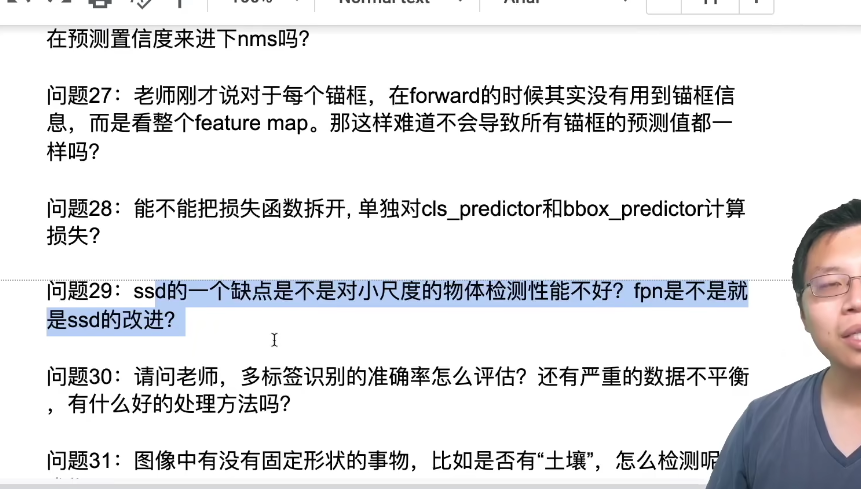 100%
Normal text
Arial
11
在预测置信度来进下nms吗？
问题27：老师刚才说对于每个锚框，在forward的时候其实没有用到锚框信
息，而是看整个feature map。那这样难道不会导致所有锚框的预测值都一
样吗？
问题28：能不能把损失函数拆开, 单独对cls_predictor和bbox_predictor计算
损失？
问题29：ssd的一个缺点是不是对小尺度的物体检测性能不好？fpn是不是就
是ssd的改进？
问题30：请问老师，多标签识别的准确率怎么评估？还有严重的数据不平衡
，有什么好的处理方法吗？
问题31：图像中有没有固定形状的事物，比如是否有“土壤”，怎么检测呢